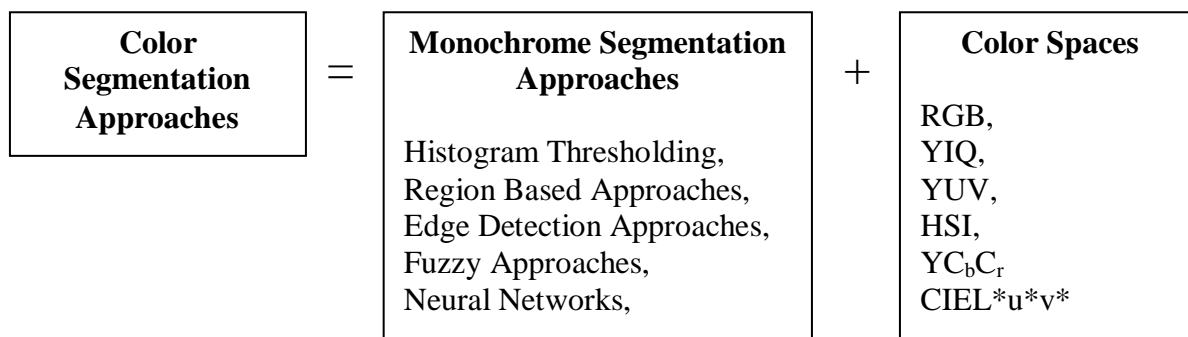 Color
Segmentation
Approaches
=
Monochrome Segmentation
Approaches
Histogram Thresholding,
Region Based Approaches,
Edge Detection Approaches,
Fuzzy Approaches,
Neural Networks,
+
Color Spaces
RGB,
YIQ,
YUV,
HSI,
YCbCr
CIEL*u*v*